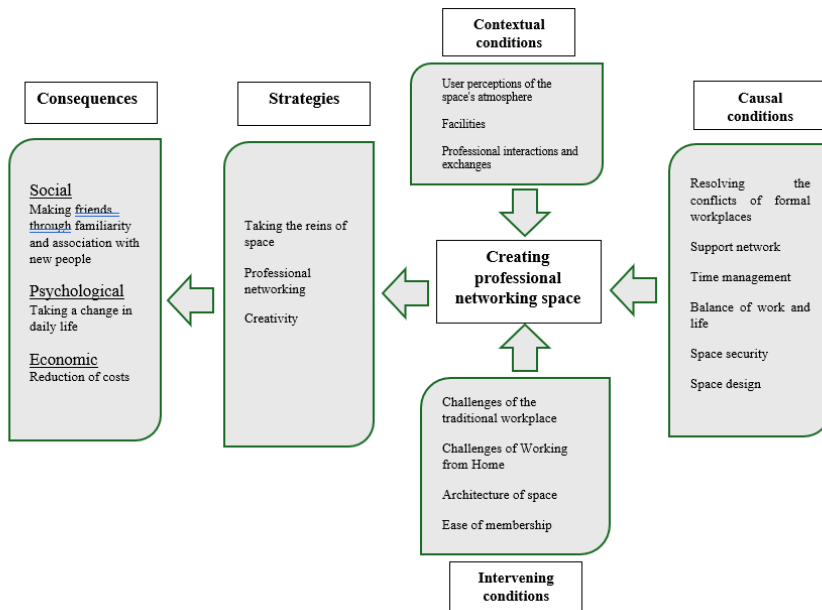 Contextual
conditions
User perceptions of the
space's atmosphere
Facilities
Professional interactions and
exchanges
Consequences
Social
Making friends
through familiarity
and association with
new people
Psychological
Taking a change in
daily life
Economic
Reduction of costs
Strategies
Taking the reins of
space
Professional
networking
Creativity
Creating
professional
networking space
Causal
conditions
Resolving the
conflicts of formal
workplaces
Support network
Time management
Balance of work and
life
Space security
Space design
Challenges of the
traditional workplace
Challenges of Working
from Home
Architecture of space
Ease of membership
Intervening
conditions